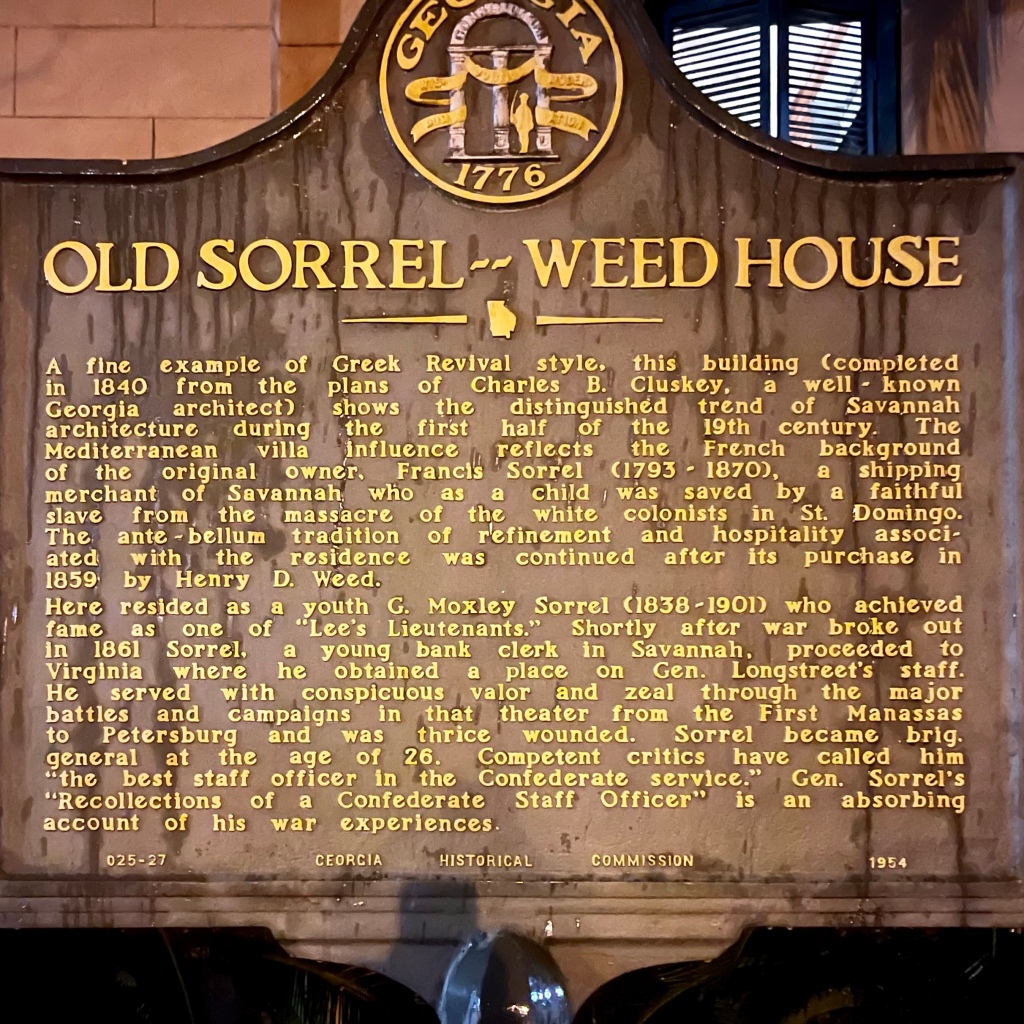 GEORGIA
CONSTITUTION
1776
OLD SORREL~~WEED HOUSE
A fine example of Greek Revival style, this building (completed
in 1840 from the plans of Charles B. Cluskey, a well-known
Georgia architect) shows the distinguished trend of Savannah
architecture during the first half of the 19th century. The
Mediterranean villa influence reflects the French background
of the original owner, Francis Sorrel (1793-1870), a shipping
merchant of Savannah who as a child was saved by a faithful
slave from the massacre of the white colonists in St. Domingo.
The ante-bellum tradition of refinement and hospitality associ-
ated with the residence was continued after its purchase in
1859 by Henry D. Weed.
Here resided as a youth G. Moxley Sorrel (1838-1901) who achieved
fame as one of "Lee's Lieutenants." Shortly after war broke out
in 1861 Sorrel, a young bank clerk in Savannah, proceeded to
Virginia where he obtained a place on Gen. Longstreet's staff.
He served with conspicuous valor and zeal through the major
battles and campaigns in that theater from the First Manassas
to Petersburg and was thrice wounded. Sorrel became brig.
general at the age of 26. Competent critics have called him
"the best staff officer in the Confederate service." Gen. Sorrel's
"Recollections of a Confederate Staff Officer" is an absorbing
account of his war experiences.
025-27 GEORGIA HISTORICAL COMMISSION 1954